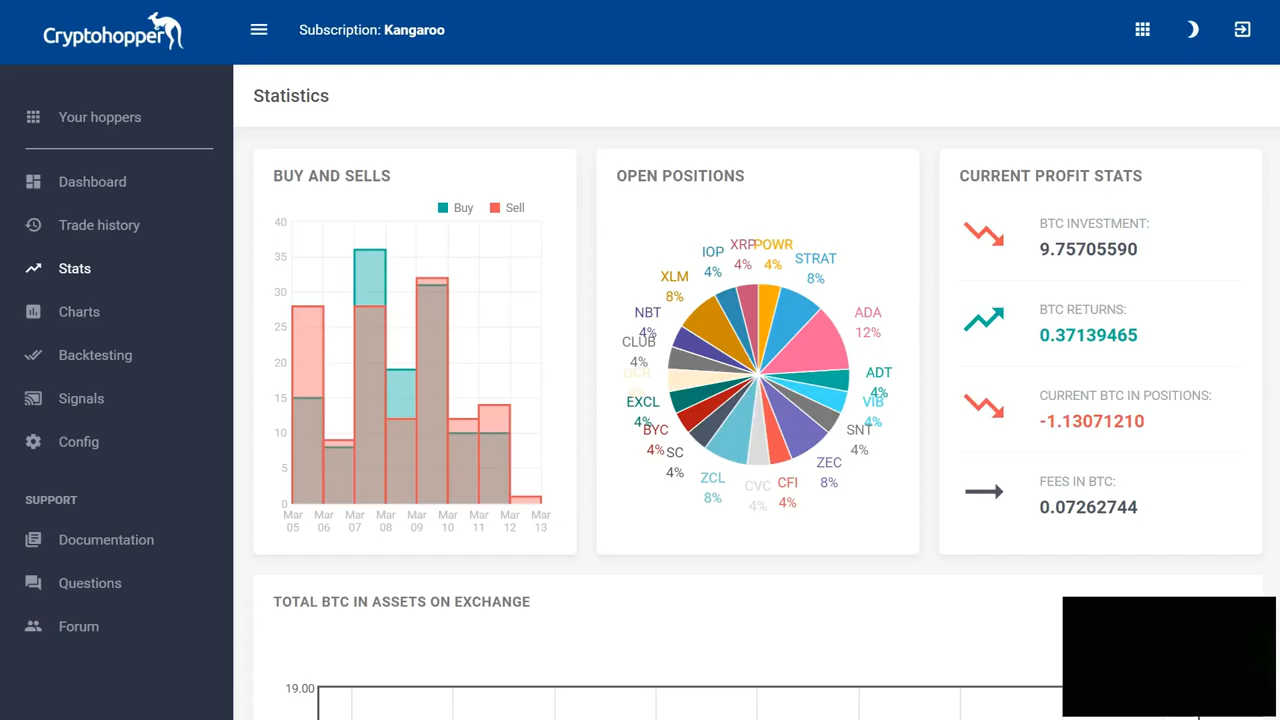 Cryptohopper
Subscription: Kangaroo
Your hoppers
Dashboard
Trade history
Stats
Charts
Backtesting
Signals
Config
SUPPORT
Documentation
Questions
Forum
Statistics
BUY AND SELLS
Buy Sell
40
35
30
25
20
15
10
5
0
Mar 05 Mar 06 Mar 07 Mar 08 Mar 09 Mar 10 Mar 11 Mar 12 Mar 13
OPEN POSITIONS
XRP 4%
POWR 4%
STRAT 8%
ADA 12%
ADT 4%
VIB 4%
SNT 4%
ZEC 8%
CFI 4%
CVC 4%
ZCL 8%
SC 4%
BYC 4%
EXCL 4%
GCR
CLUB 4%
NBT 4%
XLM 8%
IOP 4%
CURRENT PROFIT STATS
BTC INVESTMENT:
9.75705590
BTC RETURNS:
0.37139465
CURRENT BTC IN POSITIONS:
-1.13071210
FEES IN BTC:
0.07262744
TOTAL BTC IN ASSETS ON EXCHANGE
19.00